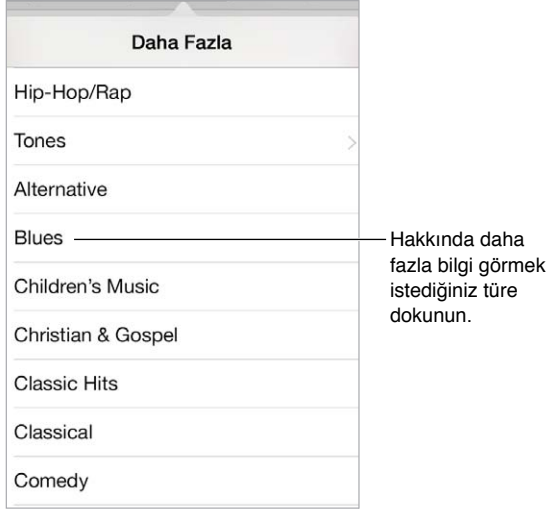 Daha Fazla
Hip-Hop/Rap
Tones
Alternative
Blues
Children's Music
Christian & Gospel
Classic Hits
Classical
Comedy
Hakkında daha
fazla bilgi görmek
istediğiniz türe
dokunun.